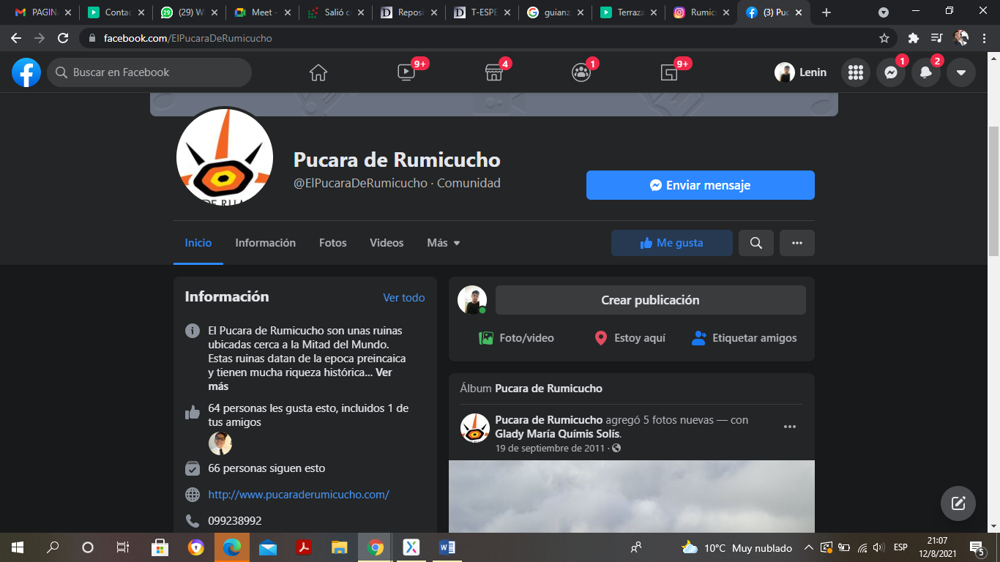 PAGIN
Contac
(29) W
Meet -
Salió c
Reposi
T-ESPE
guianz
Terraza
Rumic
(3) Puc
facebook.com/ElPucaraDeRumicucho
Buscar en Facebook
9+
4
1
9+
Lenin
1
2
Pucara de Rumicucho
@ElPucaraDeRumicucho · Comunidad
Enviar mensaje
Inicio
Información
Fotos
Videos
Más
Me gusta
Información
Ver todo
El Pucara de Rumicucho son unas ruinas
ubicadas cerca a la Mitad del Mundo.
Estas ruinas datan de la epoca preincaica
y tienen mucha riqueza histórica... Ver
más
64 personas les gusta esto, incluidos 1 de
tus amigos
66 personas siguen esto
http://www.pucaraderumicucho.com/
099238992
Crear publicación
Foto/video
Estoy aquí
Etiquetar amigos
Álbum Pucara de Rumicucho
Pucara de Rumicucho agregó 5 fotos nuevas — con
Glady María Químis Solís.
19 de septiembre de 2011 ·
10°C Muy nublado
ESP
21:07
12/8/2021
5